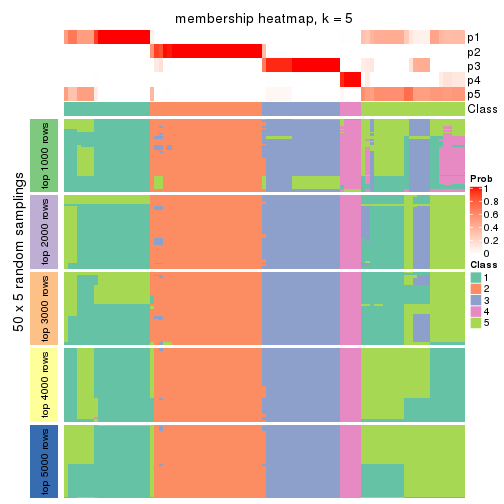 membership heatmap, k = 5
p1
p2
p3
p4
p5
Class
50 x 5 random samplings
top 1000 rows
top 2000 rows
top 3000 rows
top 4000 rows
top 5000 rows
Prob
1
0.8
0.6
0.4
0.2
0
Class
1
2
3
4
5